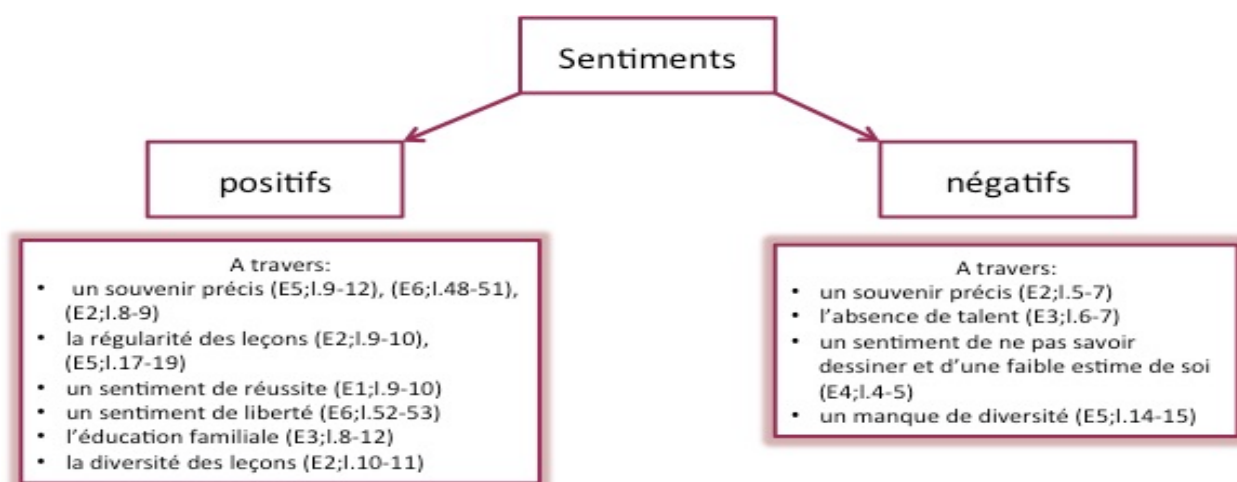 Sentiments
positifs
négatifs
A travers:
• un souvenir précis (E5;l.9-12), (E6;l.48-51),
(E2;l.8-9)
• la régularité des leçons (E2;l.9-10),
(E5;l.17-19)
• un sentiment de réussite (E1;l.9-10)
• un sentiment de liberté (E6;l.52-53)
• l'éducation familiale (E3;l.8-12)
• la diversité des leçons (E2;l.10-11)
A travers:
• un souvenir précis (E2;l.5-7)
• l'absence de talent (E3;l.6-7)
• un sentiment de ne pas savoir
dessiner et d'une faible estime de soi
(E4;l.4-5)
• un manque de diversité (E5;l.14-15)